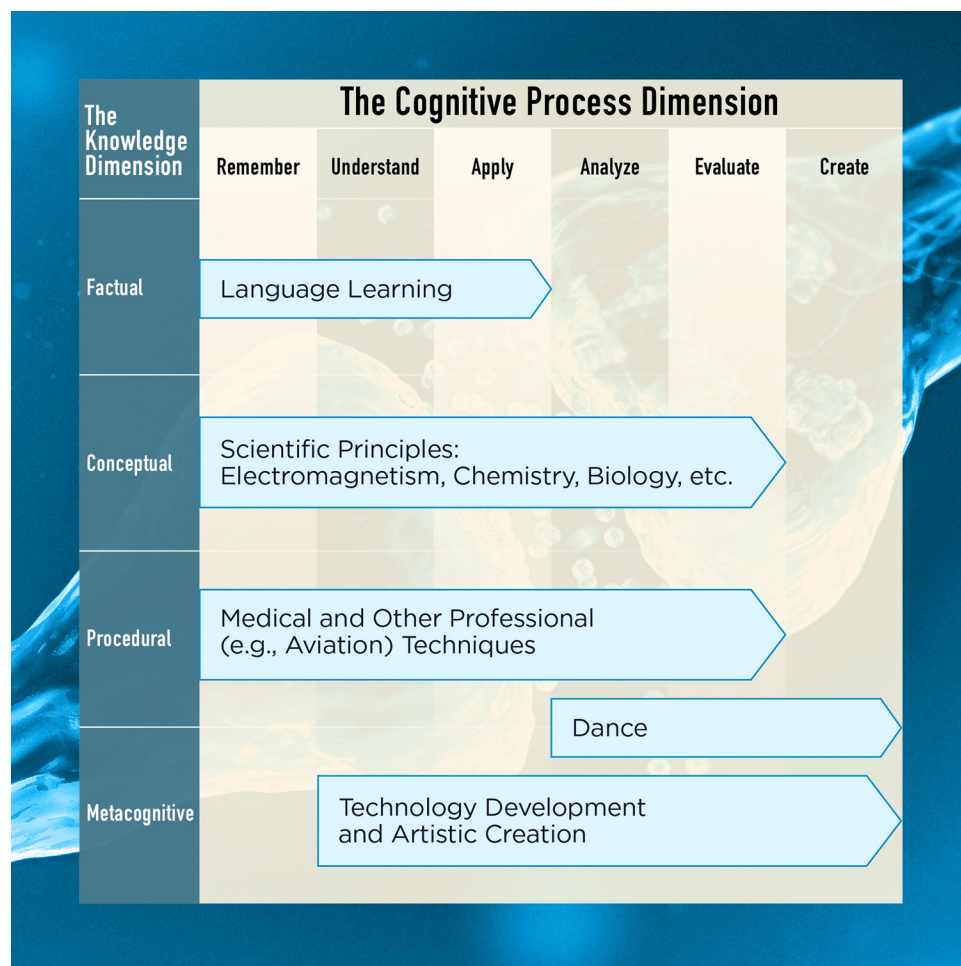 The
Knowledge
Dimension
The Cognitive Process Dimension
Remember
Understand
Apply
Analyze
Evaluate
Create
Factual
Language Learning
Conceptual
Scientific Principles:
Electromagnetism, Chemistry, Biology, etc.
Procedural
Medical and Other Professional
(e.g., Aviation) Techniques
Dance
Metacognitive
Technology Development
and Artistic Creation